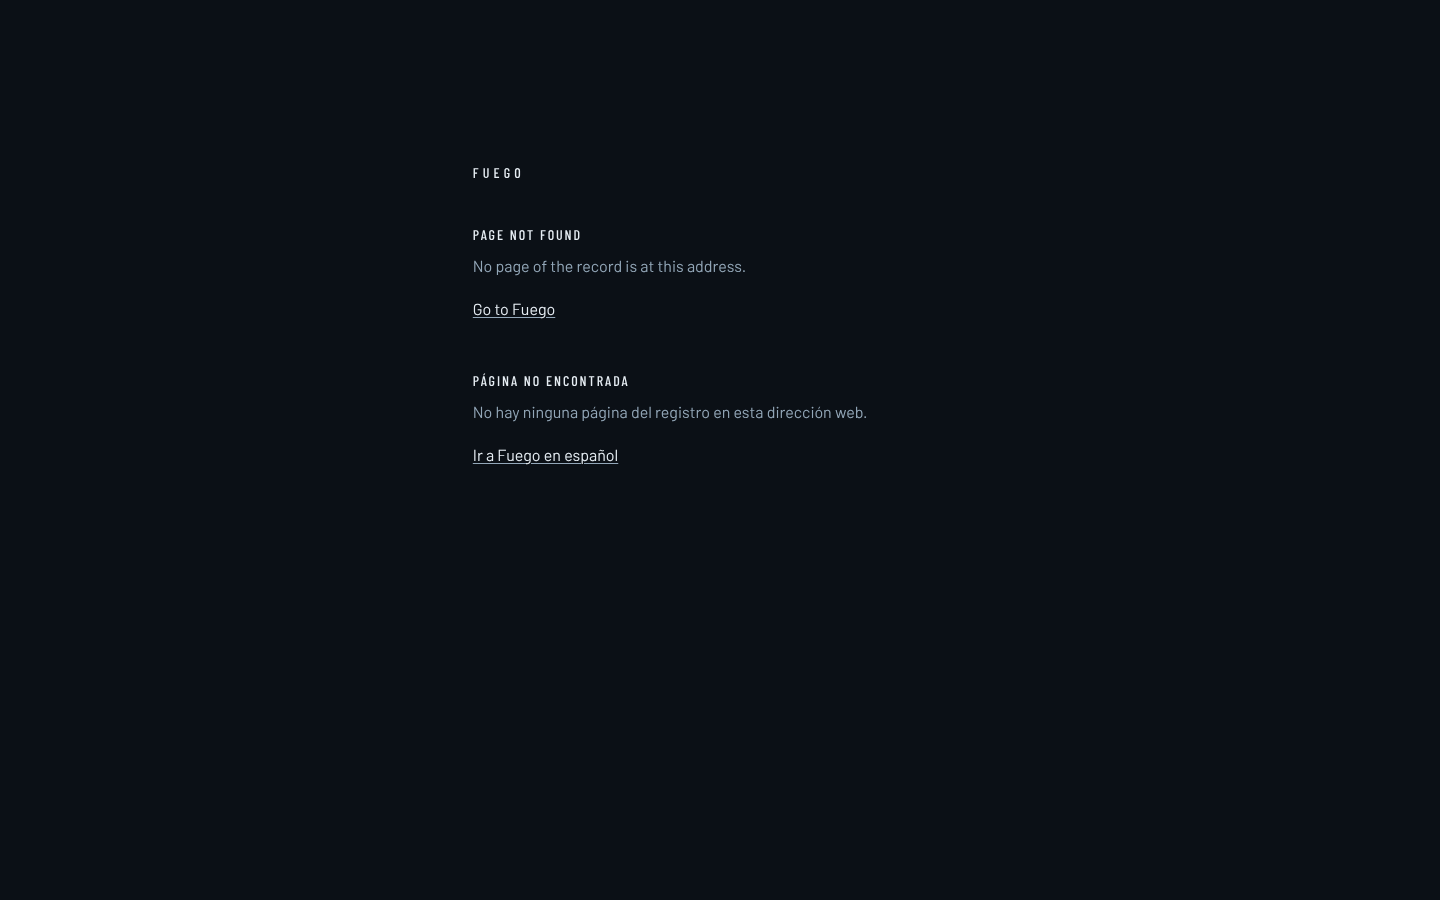 FUEGO
PAGE NOT FOUND
No page of the record is at this address.
Go to Fuego
PÁGINA NO ENCONTRADA
No hay ninguna página del registro en esta dirección web.
Ir a Fuego en español